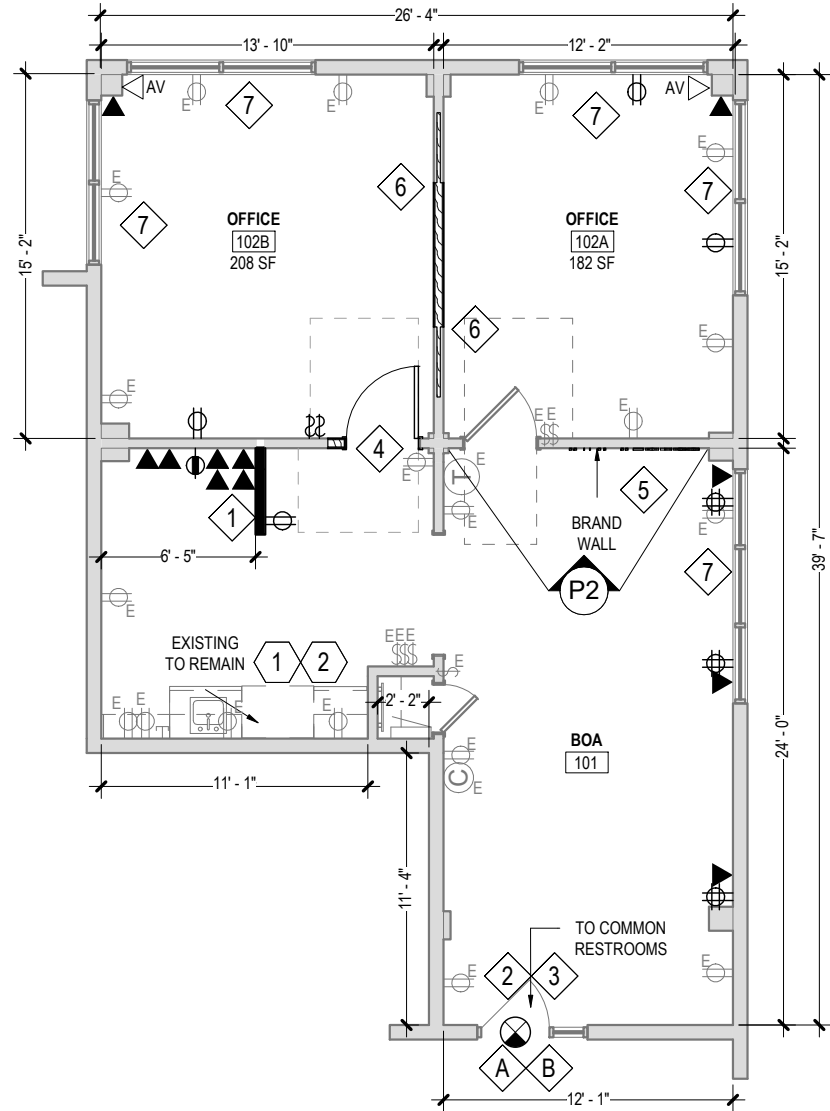 26' - 4"
13' - 10"
12' - 2"
AV
AV
E
7
E
E
7
E
E
E
6
7
7
OFFICE
102B
208 SF
OFFICE
102A
182 SF
15' - 2"
15' - 2"
6
E
E
E
E
$$
4
$$
E
E
T
E
5
1
BRAND
WALL
6' - 5"
P2
7
39' - 7"
E
EXISTING
TO REMAIN
1
2
EEE
$$$
$
E
2' - 2"
E
E
E
E
BOA
101
E
C
E
24' - 0"
11' - 1"
11' - 4"
TO COMMON
RESTROOMS
E
2
3
E
A
B
12' - 1"